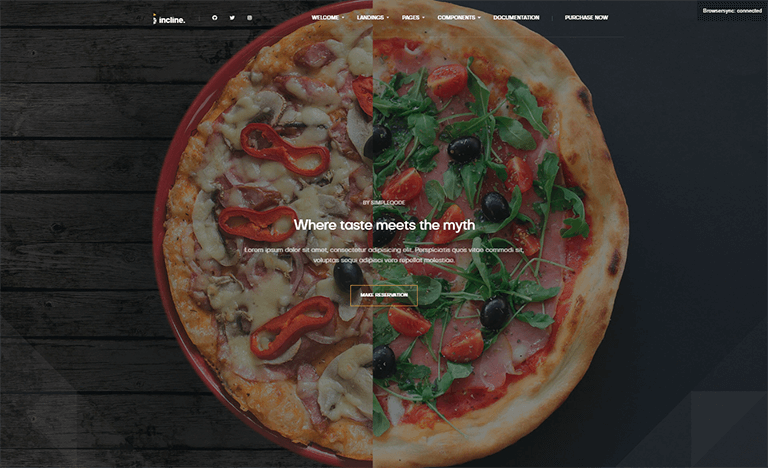 incline.
WELCOME
LANDINGS
PAGES
COMPONENTS
DOCUMENTATION
PURCHASE NOW
Browsersync: connected
BY SIMPLEQODE
Where taste meets the myth
Lorem ipsum dolor sit amet, consectetur adipisicing elit. Perspiciatis quos vitae commodi sit,
voluptas sequi adipisci vero repellat molestiae.
MAKE RESERVATION